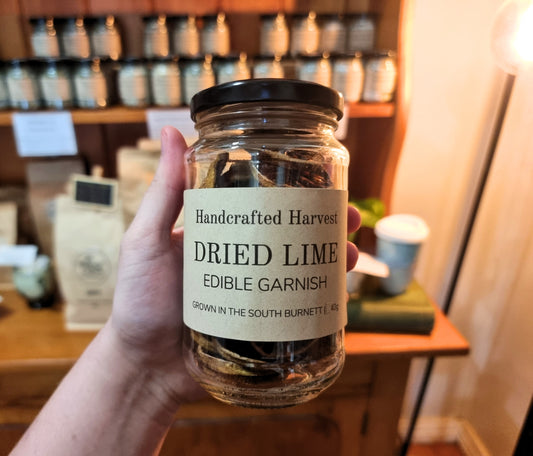 Handcrafted Harvest
DRIED LIME
EDIBLE GARNISH
GROWN IN THE SOUTH BURNETT | 40g